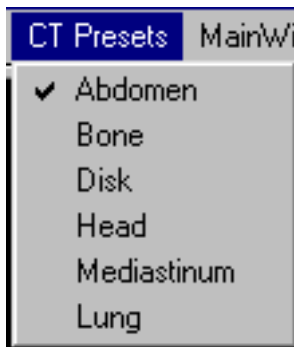 CT Presets MainWi
Abdomen
Bone
Disk
Head
Mediastinum
Lung